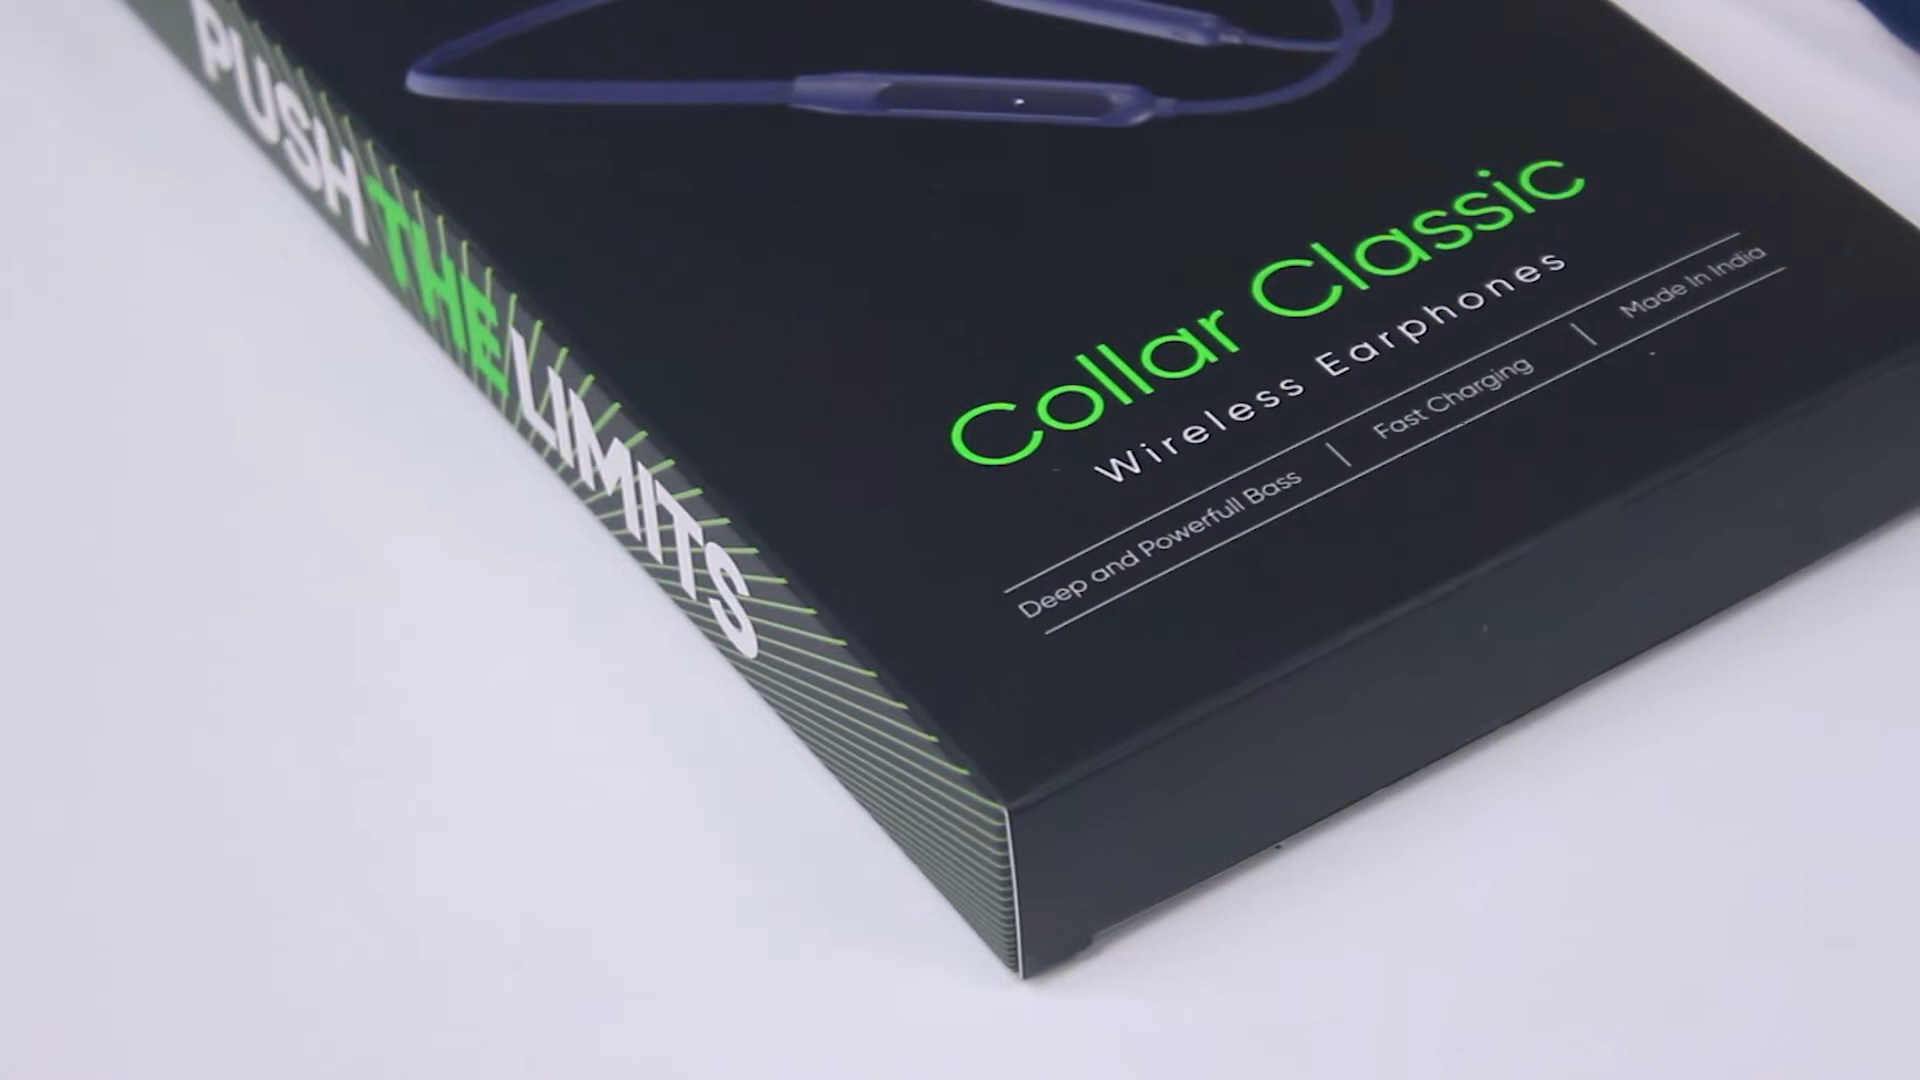 PUSH THE LIMITS
Collar Classic
Wireless Earphones
Deep and Powerfull Bass | Fast Charging | Made In India